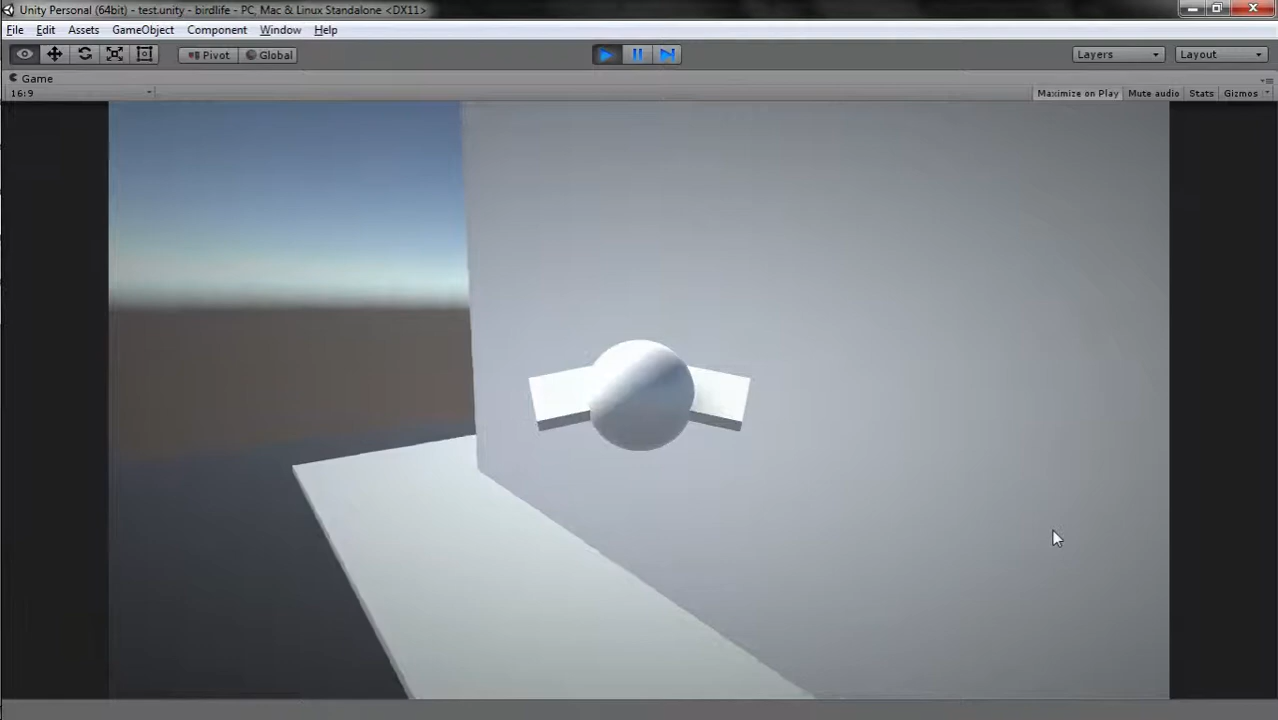 Unity Personal (64bit) - test.unity - birdlife - PC, Mac & Linux Standalone <DX11>
File Edit Assets GameObject Component Window Help
Pivot Global Layers Layout
Game
16:9 Maximize on Play Mute audio Stats Gizmos